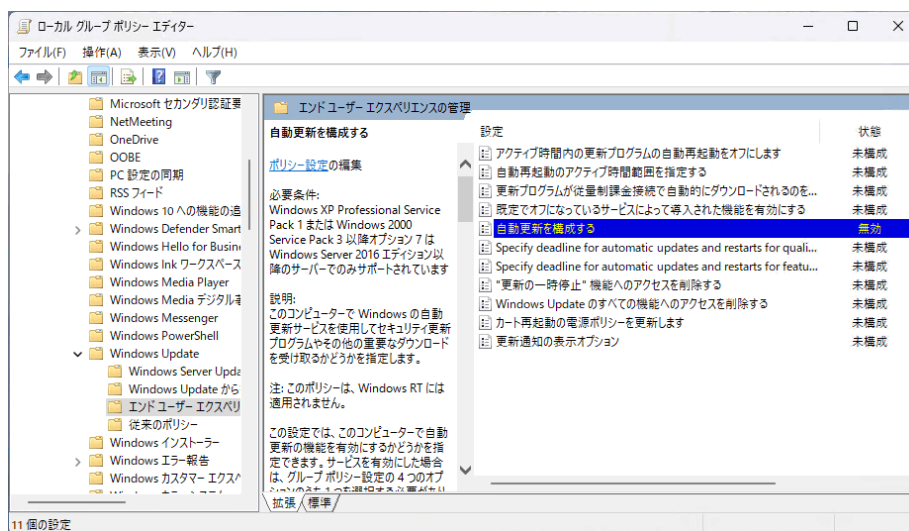 ローカル グループ ポリシー エディター
ファイル(F) 操作(A) 表示(V) ヘルプ(H)
Microsoft セカンダリ認証要
NetMeeting
OneDrive
OOBE
PC 設定の同期
RSS フィード
Windows 10 への機能の追
Windows Defender Smart
Windows Hello for Busin
Windows Ink ワークスペース
Windows Media Player
Windows Media デジタル著
Windows Messenger
Windows PowerShell
Windows Update
Windows Server Upda
Windows Update から
エンド ユーザー エクスペリ
従来のポリシー
Windows インストーラー
Windows エラー報告
Windows カスタマー エクスペ
エンド ユーザー エクスペリエンスの管理
自動更新を構成する
ポリシー設定の編集
必要条件:
Windows XP Professional Service
Pack 1 または Windows 2000
Service Pack 3 以降オプション 7 は
Windows Server 2016 エディション以
降のサーバーでのみサポートされています
説明:
このコンピューターで Windows の自動
更新サービスを使用してセキュリティ更新
プログラムやその他の重要なダウンロード
を受け取るかどうかを指定します。
注: このポリシーは、Windows RT には
適用されません。
この設定では、このコンピューターで自動
更新の機能を有効にするかどうかを指
定できます。サービスを有効にした場合
は、グループ ポリシー設定の 4 つのオプ
設定 状態
アクティブ時間内の更新プログラムの自動再起動をオフにします 未構成
自動再起動のアクティブ時間範囲を指定する 未構成
更新プログラムが従量制課金接続で自動的にダウンロードされるのを... 未構成
既定でオフになっているサービスによって導入された機能を有効にする 未構成
自動更新を構成する 無効
Specify deadline for automatic updates and restarts for quali... 未構成
Specify deadline for automatic updates and restarts for featu... 未構成
"更新の一時停止" 機能へのアクセスを削除する 未構成
Windows Update のすべての機能へのアクセスを削除する 未構成
カート再起動の電源ポリシーを更新します 未構成
更新通知の表示オプション 未構成
拡張 標準
11 個の設定